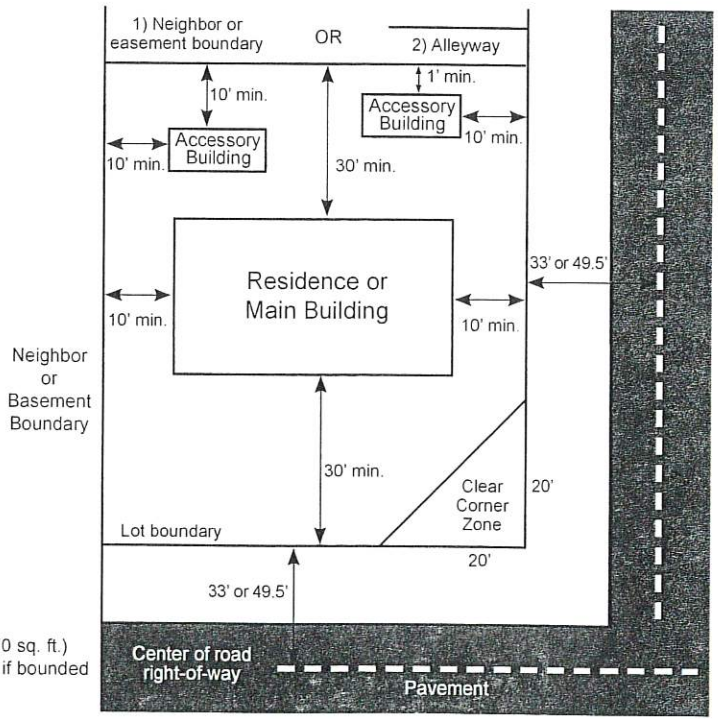 1) Neighbor or
easement boundary
OR
2) Alleyway
10' min.
1' min.
Accessory
Building
Accessory
Building
10' min.
10' min.
30' min.
33' or 49.5'
Residence or
Main Building
10' min.
10' min.
Neighbor
or
Basement
Boundary
30' min.
Clear
Corner
Zone
20'
Lot boundary
20'
33' or 49.5'
0 sq. ft.)
if bounded
Center of road
right-of-way
Pavement